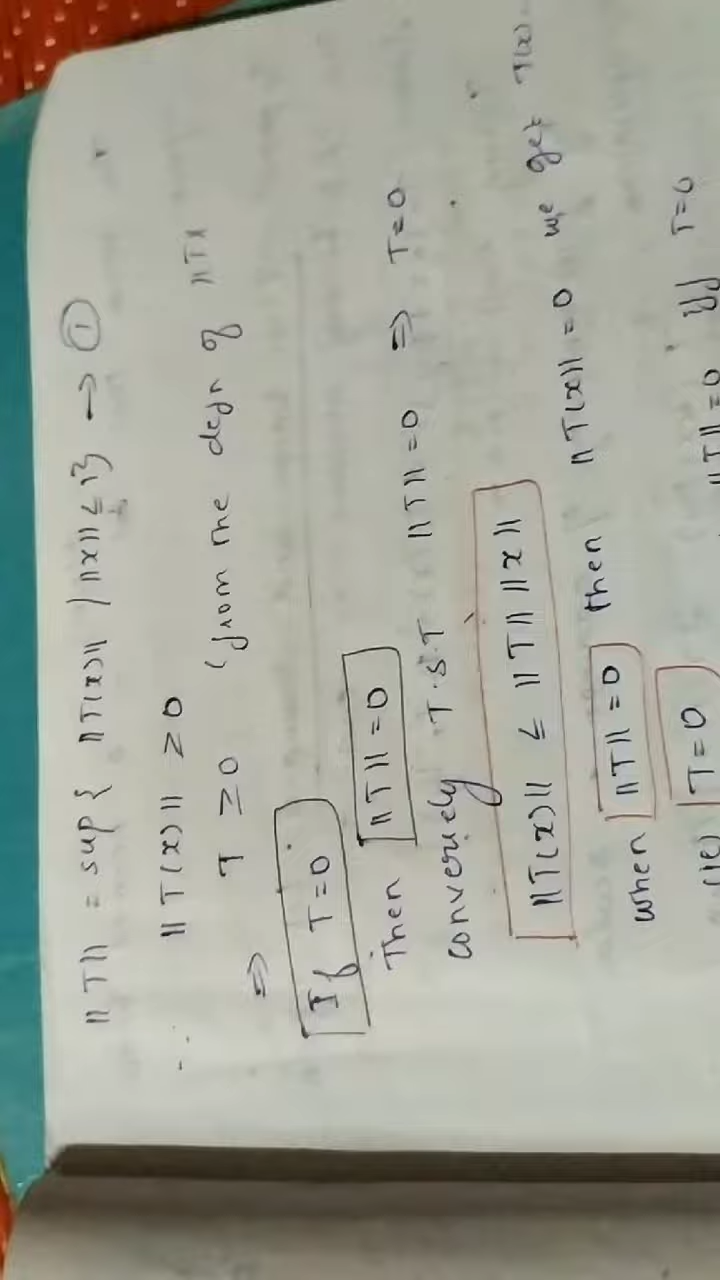 ||T|| = sup{ ||T(x)|| / ||x|| ≤ 1} → ①
∴ ||T(x)|| ≥ 0
⇒ T ≥ 0 (from the defn of ||T||
If T=0
Then ||T||=0
conversely T.S.T ||T||=0 ⇒ T=0
||T(x)|| ≤ ||T|| ||x||
when ||T||=0 then ||T(x)||=0 we get T(x)
(ie) T=0 ||T||=0 iff T=0